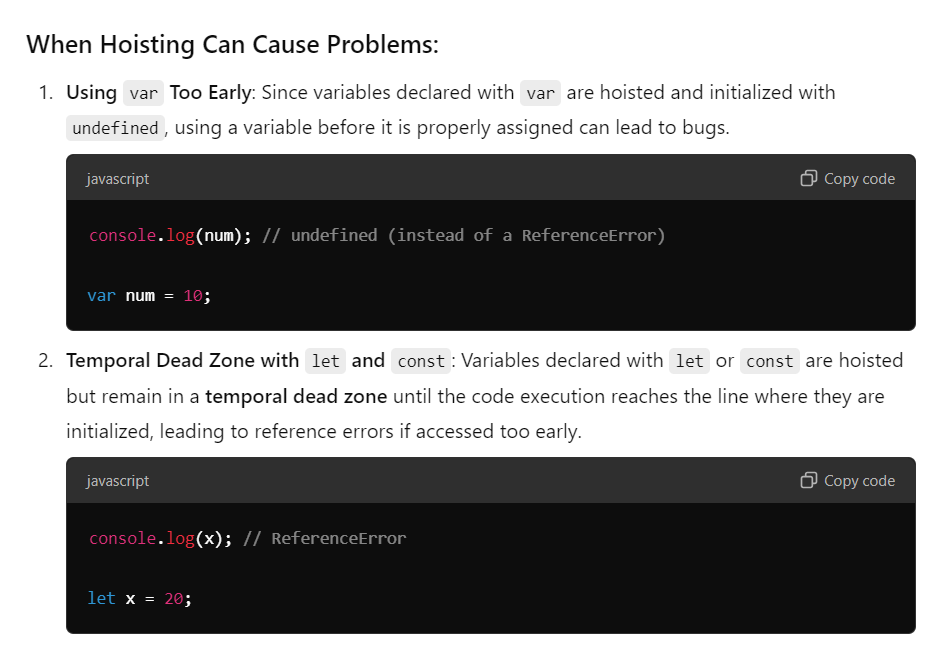 When Hoisting Can Cause Problems:
1. Using var Too Early: Since variables declared with var are hoisted and initialized with
undefined, using a variable before it is properly assigned can lead to bugs.
javascript Copy code
console.log(num); // undefined (instead of a ReferenceError)
var num = 10;
2. Temporal Dead Zone with let and const: Variables declared with let or const are hoisted
but remain in a temporal dead zone until the code execution reaches the line where they are
initialized, leading to reference errors if accessed too early.
javascript Copy code
console.log(x); // ReferenceError
let x = 20;